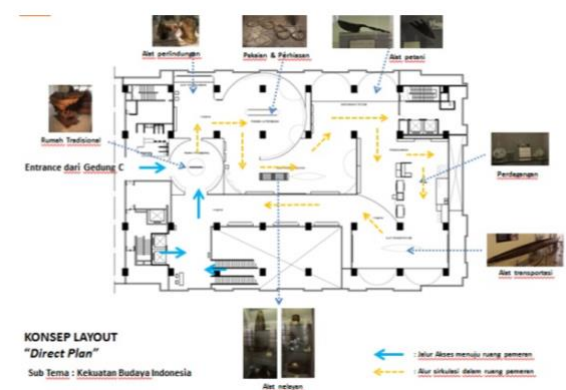 Alat perlindungan
Pakaian & Perhiasan
Alat petani
Rumah Tradisional
Entrance dari Gedung C
Perdagangan
Alat transportasi
Alat nelayan
KONSEP LAYOUT
“Direct Plan”
Sub Tema : Kekuatan Budaya Indonesia
: Jalur Akses menuju ruang pameran
: Alur sirkulasi dalam ruang pameran